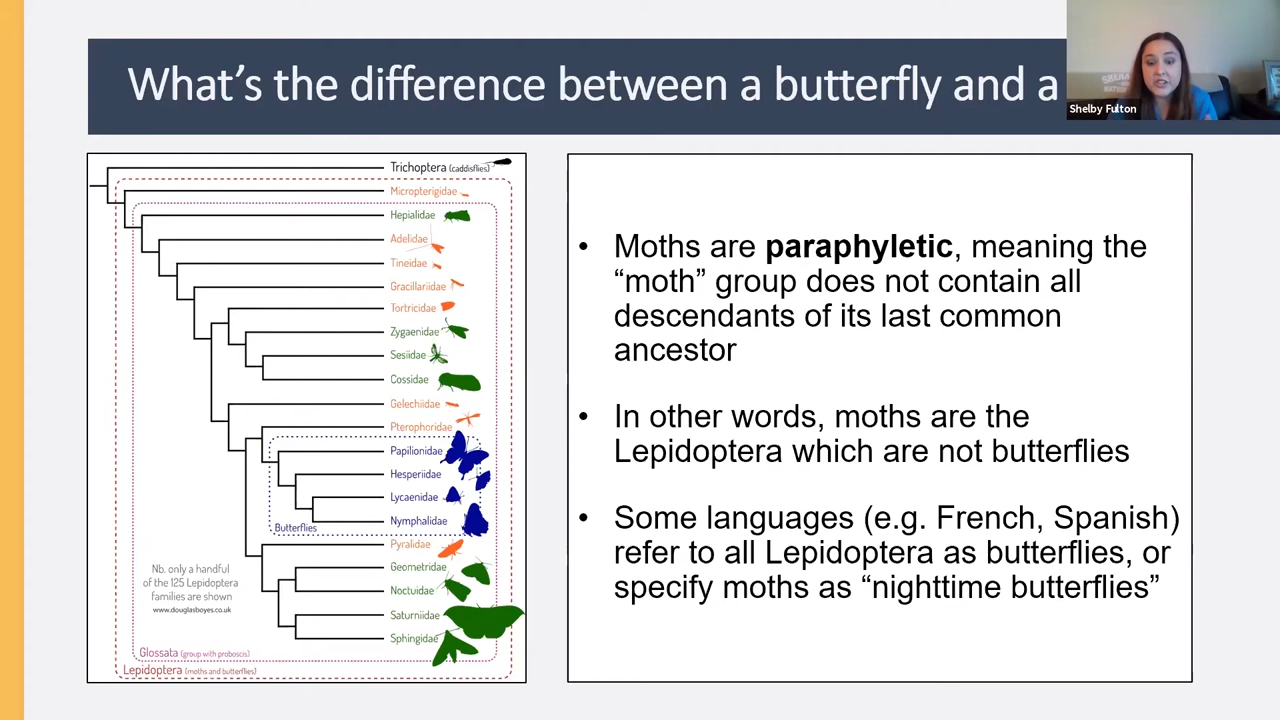 What's the difference between a butterfly and a
Shelby Fulton
Trichoptera (caddisflies)
Micropterigidae
Hepialidae
Adelidae
Tineidae
Gracillariidae
Tortricidae
Zygaenidae
Sesiidae
Cossidae
Gelechiidae
Pterophoridae
Papilionidae
Hesperiidae
Lycaenidae
Nymphalidae
Butterflies
Pyralidae
Geometridae
Noctuidae
Saturniidae
Sphingidae
Nb. only a handful
of the 125 Lepidoptera
families are shown
www.douglasboyes.co.uk
Glossata (group with proboscis)
Lepidoptera (moths and butterflies)
• Moths are paraphyletic, meaning the
“moth” group does not contain all
descendants of its last common
ancestor
• In other words, moths are the
Lepidoptera which are not butterflies
• Some languages (e.g. French, Spanish)
refer to all Lepidoptera as butterflies, or
specify moths as “nighttime butterflies”